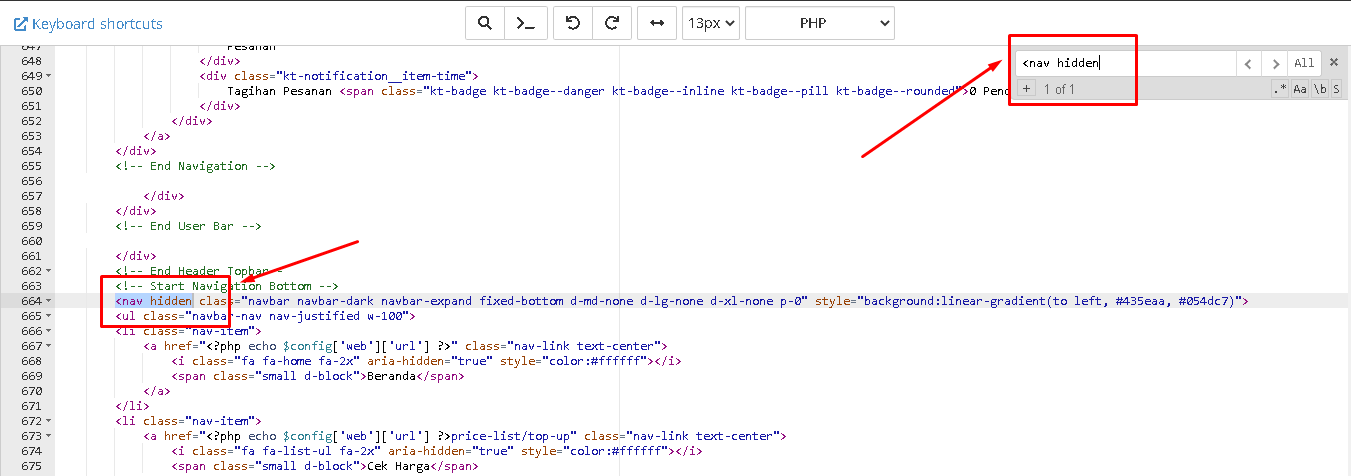 Keyboard shortcuts
13px
PHP
<nav hidden
All
+
1 of 1
.*
Aa
\b
S
647 Pesanan
648 </div>
649 <div class="kt-notification__item-time">
650 Tagihan Pesanan <span class="kt-badge kt-badge--danger kt-badge--inline kt-badge--pill kt-badge--rounded">0 Pend
651 </div>
652 </div>
653 </a>
654 </div>
655 <!-- End Navigation -->
656
657 </div>
658 </div>
659 <!-- End User Bar -->
660
661 </div>
662 <!-- End Header Topbar
663 <!-- Start Navigation Bottom -->
664 <nav hidden class="navbar navbar-dark navbar-expand fixed-bottom d-md-none d-lg-none d-xl-none p-0" style="background:linear-gradient(to left, #435eaa, #054dc7)">
665 <ul class="navbar-nav nav-justified w-100">
666 <li class="nav-item">
667 <a href="<?php echo $config['web']['url'] ?>" class="nav-link text-center">
668 <i class="fa fa-home fa-2x" aria-hidden="true" style="color:#ffffff"></i>
669 <span class="small d-block">Beranda</span>
670 </a>
671 </li>
672 <li class="nav-item">
673 <a href="<?php echo $config['web']['url'] ?>price-list/top-up" class="nav-link text-center">
674 <i class="fa fa-list-ul fa-2x" aria-hidden="true" style="color:#ffffff"></i>
675 <span class="small d-block">Cek Harga</span>